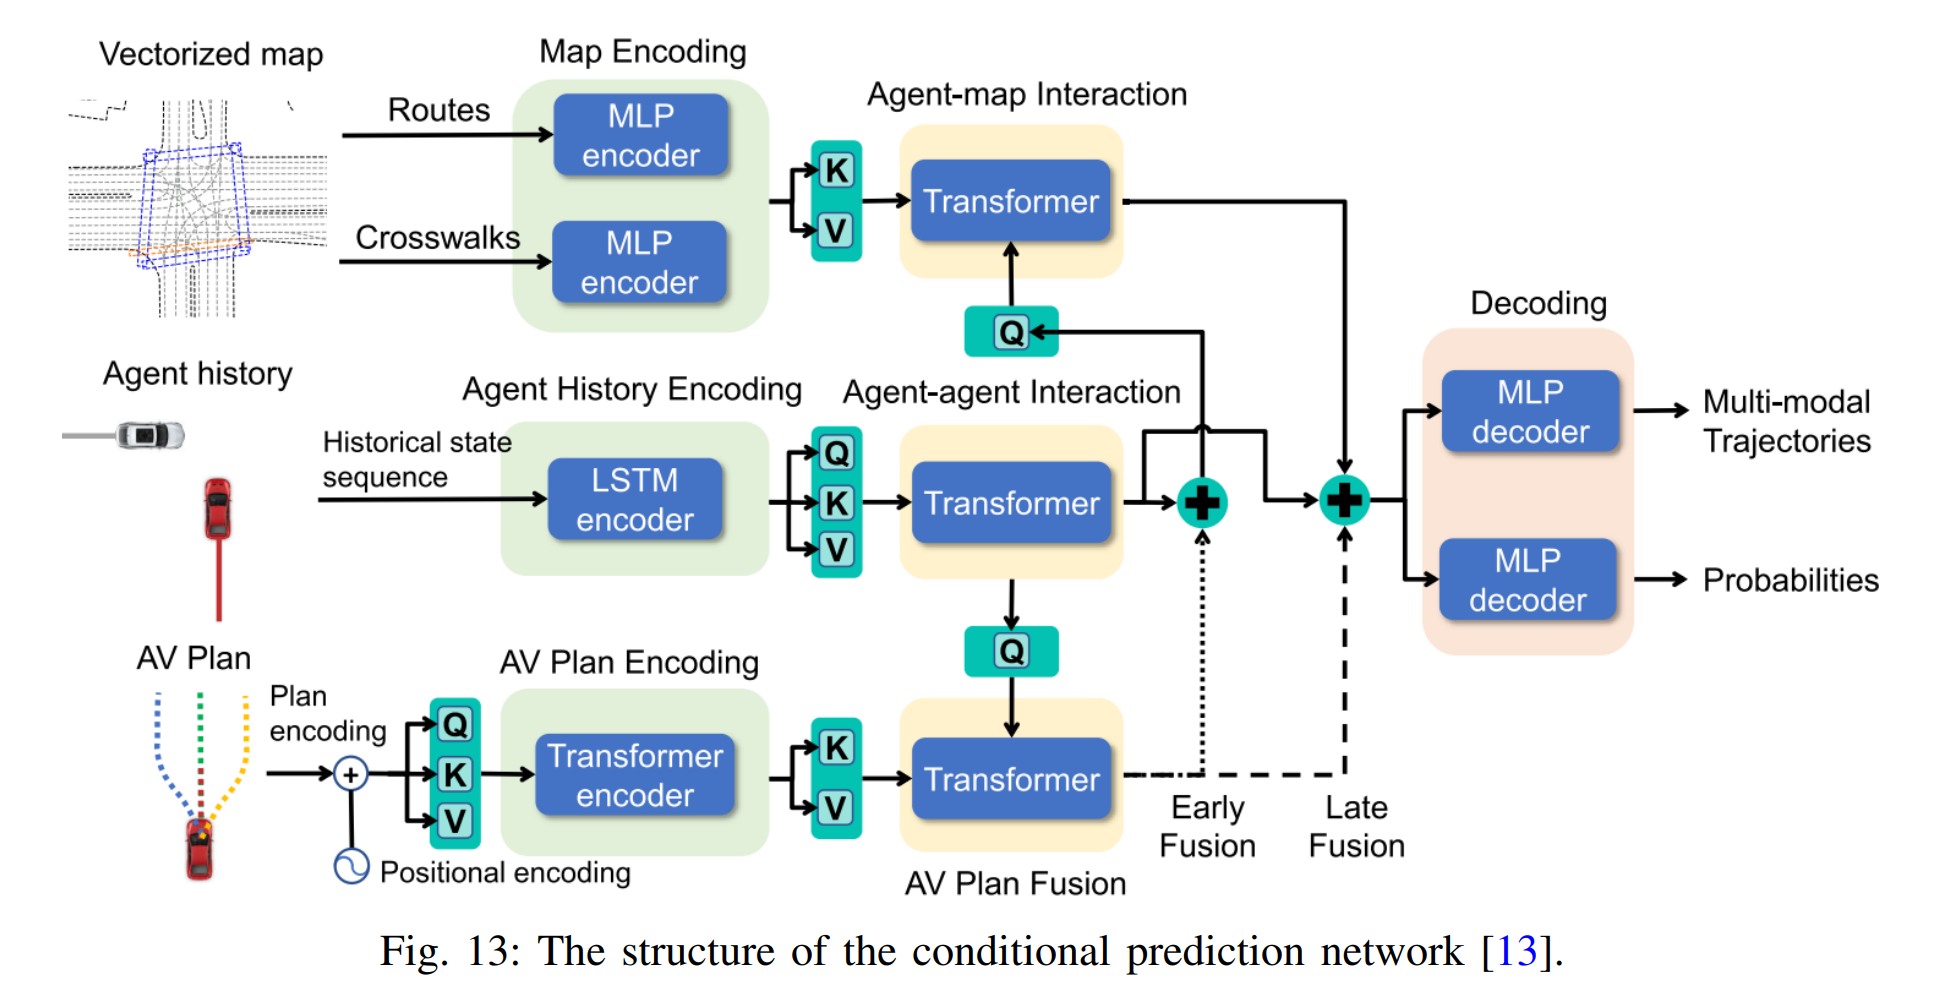 Vectorized map
Map Encoding
Routes
MLP
encoder
Crosswalks
MLP
encoder
K
V
Agent-map Interaction
Transformer
Q
Agent history
Agent History Encoding
Historical state
sequence
LSTM
encoder
Q
K
V
Agent-agent Interaction
Transformer
Q
AV Plan
Plan
encoding
Positional encoding
Q
K
V
AV Plan Encoding
Transformer
encoder
K
V
Transformer
AV Plan Fusion
Early
Fusion
Late
Fusion
Decoding
MLP
decoder
Multi-modal
Trajectories
MLP
decoder
Probabilities
Fig. 13: The structure of the conditional prediction network [13].